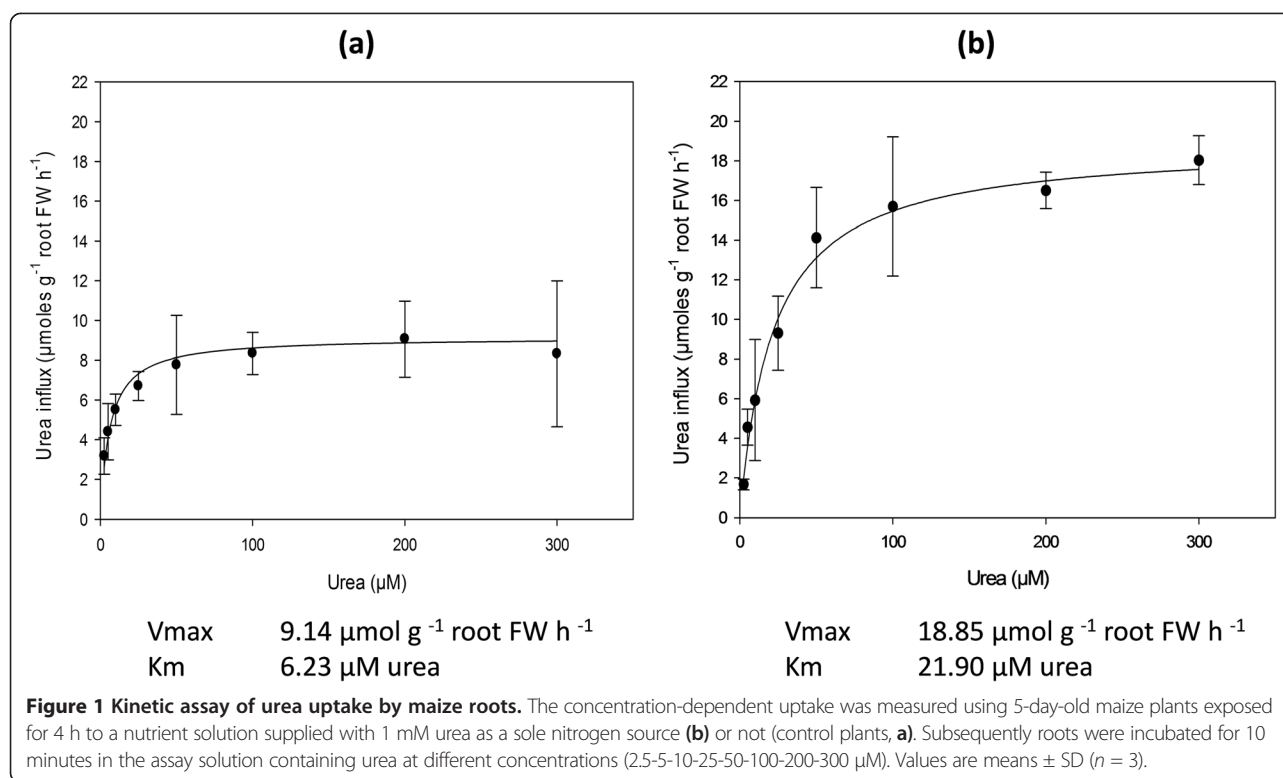 (a)
22
20
18
16
14
12
10
8
6
4
2
0
Urea influx (µmoles g⁻¹ root FW h⁻¹)
0 100 200 300
Urea (µM)
Vmax 9.14 µmol g ⁻¹ root FW h ⁻¹
Km 6.23 µM urea
(b)
22
20
18
16
14
12
10
8
6
4
2
0
Urea influx (µmoles g⁻¹ root FW h⁻¹)
0 100 200 300
Urea (µM)
Vmax 18.85 µmol g ⁻¹ root FW h ⁻¹
Km 21.90 µM urea
Figure 1 Kinetic assay of urea uptake by maize roots. The concentration-dependent uptake was measured using 5-day-old maize plants exposed
for 4 h to a nutrient solution supplied with 1 mM urea as a sole nitrogen source (b) or not (control plants, a). Subsequently roots were incubated for 10
minutes in the assay solution containing urea at different concentrations (2.5-5-10-25-50-100-200-300 µM). Values are means ± SD (n = 3).